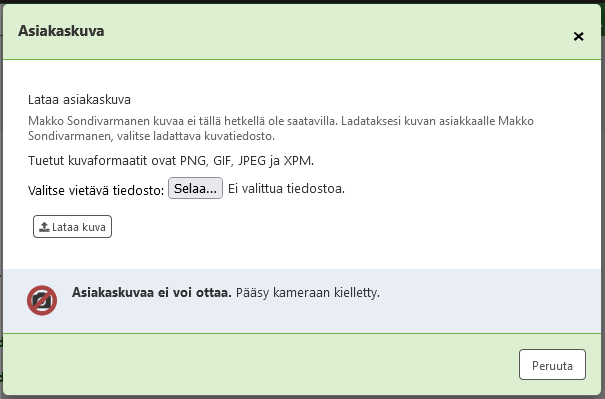 Asiakaskuva
×
Lataa asiakaskuva
Makko Sondivarmanen kuvaa ei tällä hetkellä ole saatavilla. Ladataksesi kuvan asiakkaalle Makko
Sondivarmanen, valitse ladattava kuvatiedosto.
Tuetut kuvaformaatit ovat PNG, GIF, JPEG ja XPM.
Valitse vietävä tiedosto: Selaa... Ei valittua tiedostoa.
Lataa kuva
Asiakaskuvaa ei voi ottaa. Pääsy kameraan kielletty.
Peruuta